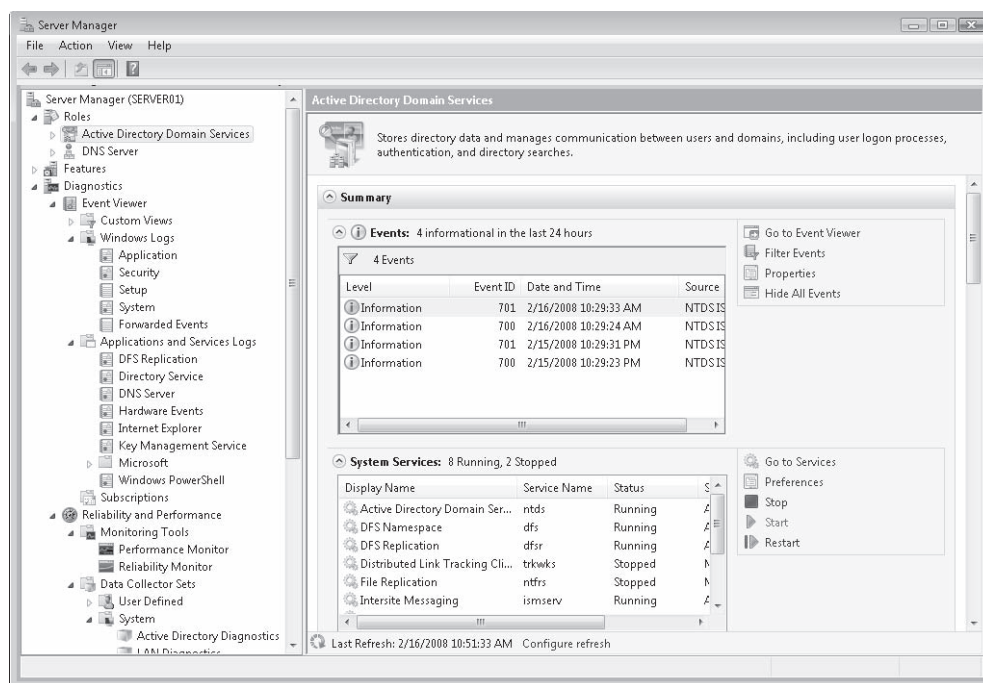 Server Manager
File Action View Help
Server Manager (SERVER01)
Roles
Active Directory Domain Services
DNS Server
Features
Diagnostics
Event Viewer
Custom Views
Windows Logs
Application
Security
Setup
System
Forwarded Events
Applications and Services Logs
DFS Replication
Directory Service
DNS Server
Hardware Events
Internet Explorer
Key Management Service
Microsoft
Windows PowerShell
Subscriptions
Reliability and Performance
Monitoring Tools
Performance Monitor
Reliability Monitor
Data Collector Sets
User Defined
System
Active Directory Diagnostics
LAN Diagnostics
Active Directory Domain Services
Stores directory data and manages communication between users and domains, including user logon processes,
authentication, and directory searches.
Summary
Events: 4 informational in the last 24 hours
4 Events
Level Event ID Date and Time Source
Information 701 2/16/2008 10:29:33 AM NTDS IS
Information 700 2/16/2008 10:29:24 AM NTDS IS
Information 701 2/15/2008 10:29:31 PM NTDS IS
Information 700 2/15/2008 10:29:23 PM NTDS IS
Go to Event Viewer
Filter Events
Properties
Hide All Events
System Services: 8 Running, 2 Stopped
Display Name Service Name Status S
Active Directory Domain Ser... ntds Running A
DFS Namespace dfs Running A
DFS Replication dfsr Running A
Distributed Link Tracking Cli... trkwks Stopped
File Replication ntfrs Stopped
Intersite Messaging ismserv Running A
Go to Services
Preferences
Stop
Start
Restart
Last Refresh: 2/16/2008 10:51:33 AM Configure refresh